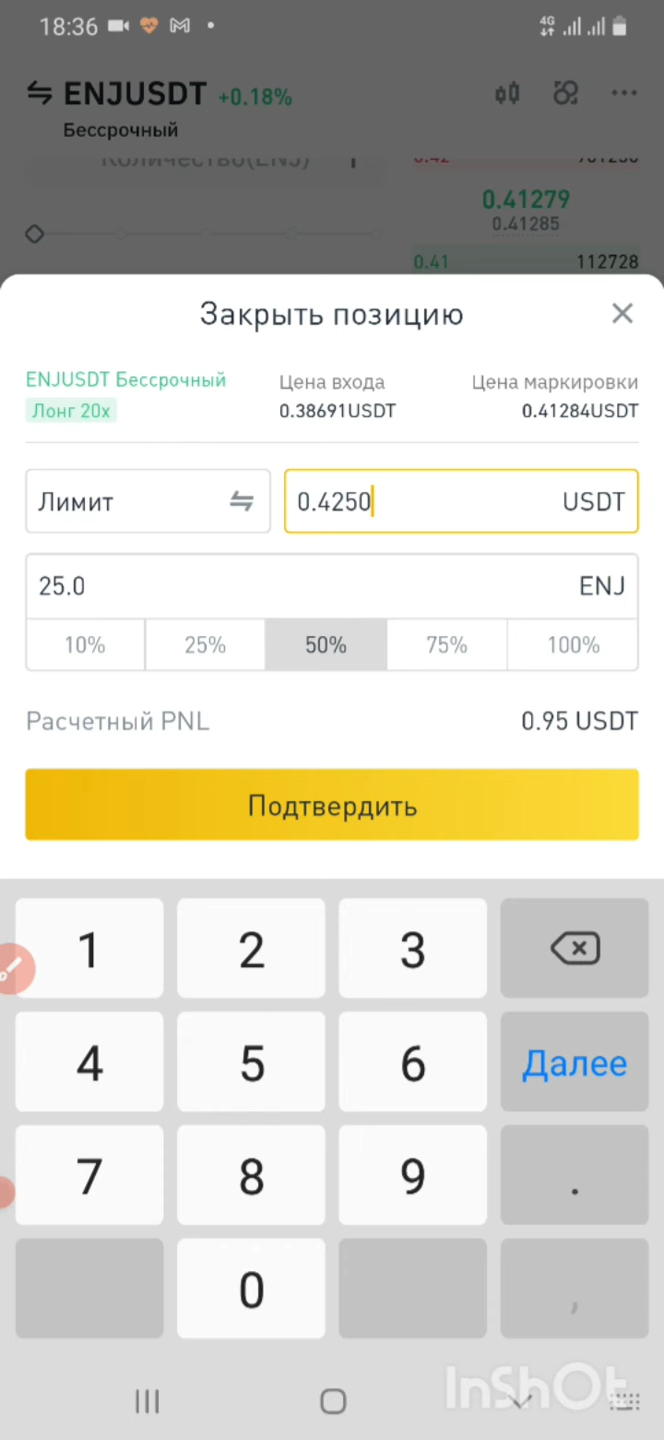 18:36
4G
ENJUSDT +0.18%
Бессрочный
Количество(ENJ)
0.41279
0.41285
0.41 112728
Закрыть позицию
ENJUSDT Бессрочный
Лонг 20x
Цена входа
0.38691USDT
Цена маркировки
0.41284USDT
Лимит
0.4250 USDT
25.0 ENJ
10% 25% 50% 75% 100%
Расчетный PNL 0.95 USDT
Подтвердить
1 2 3
4 5 6 Далее
7 8 9 .
0 ,
InShOt